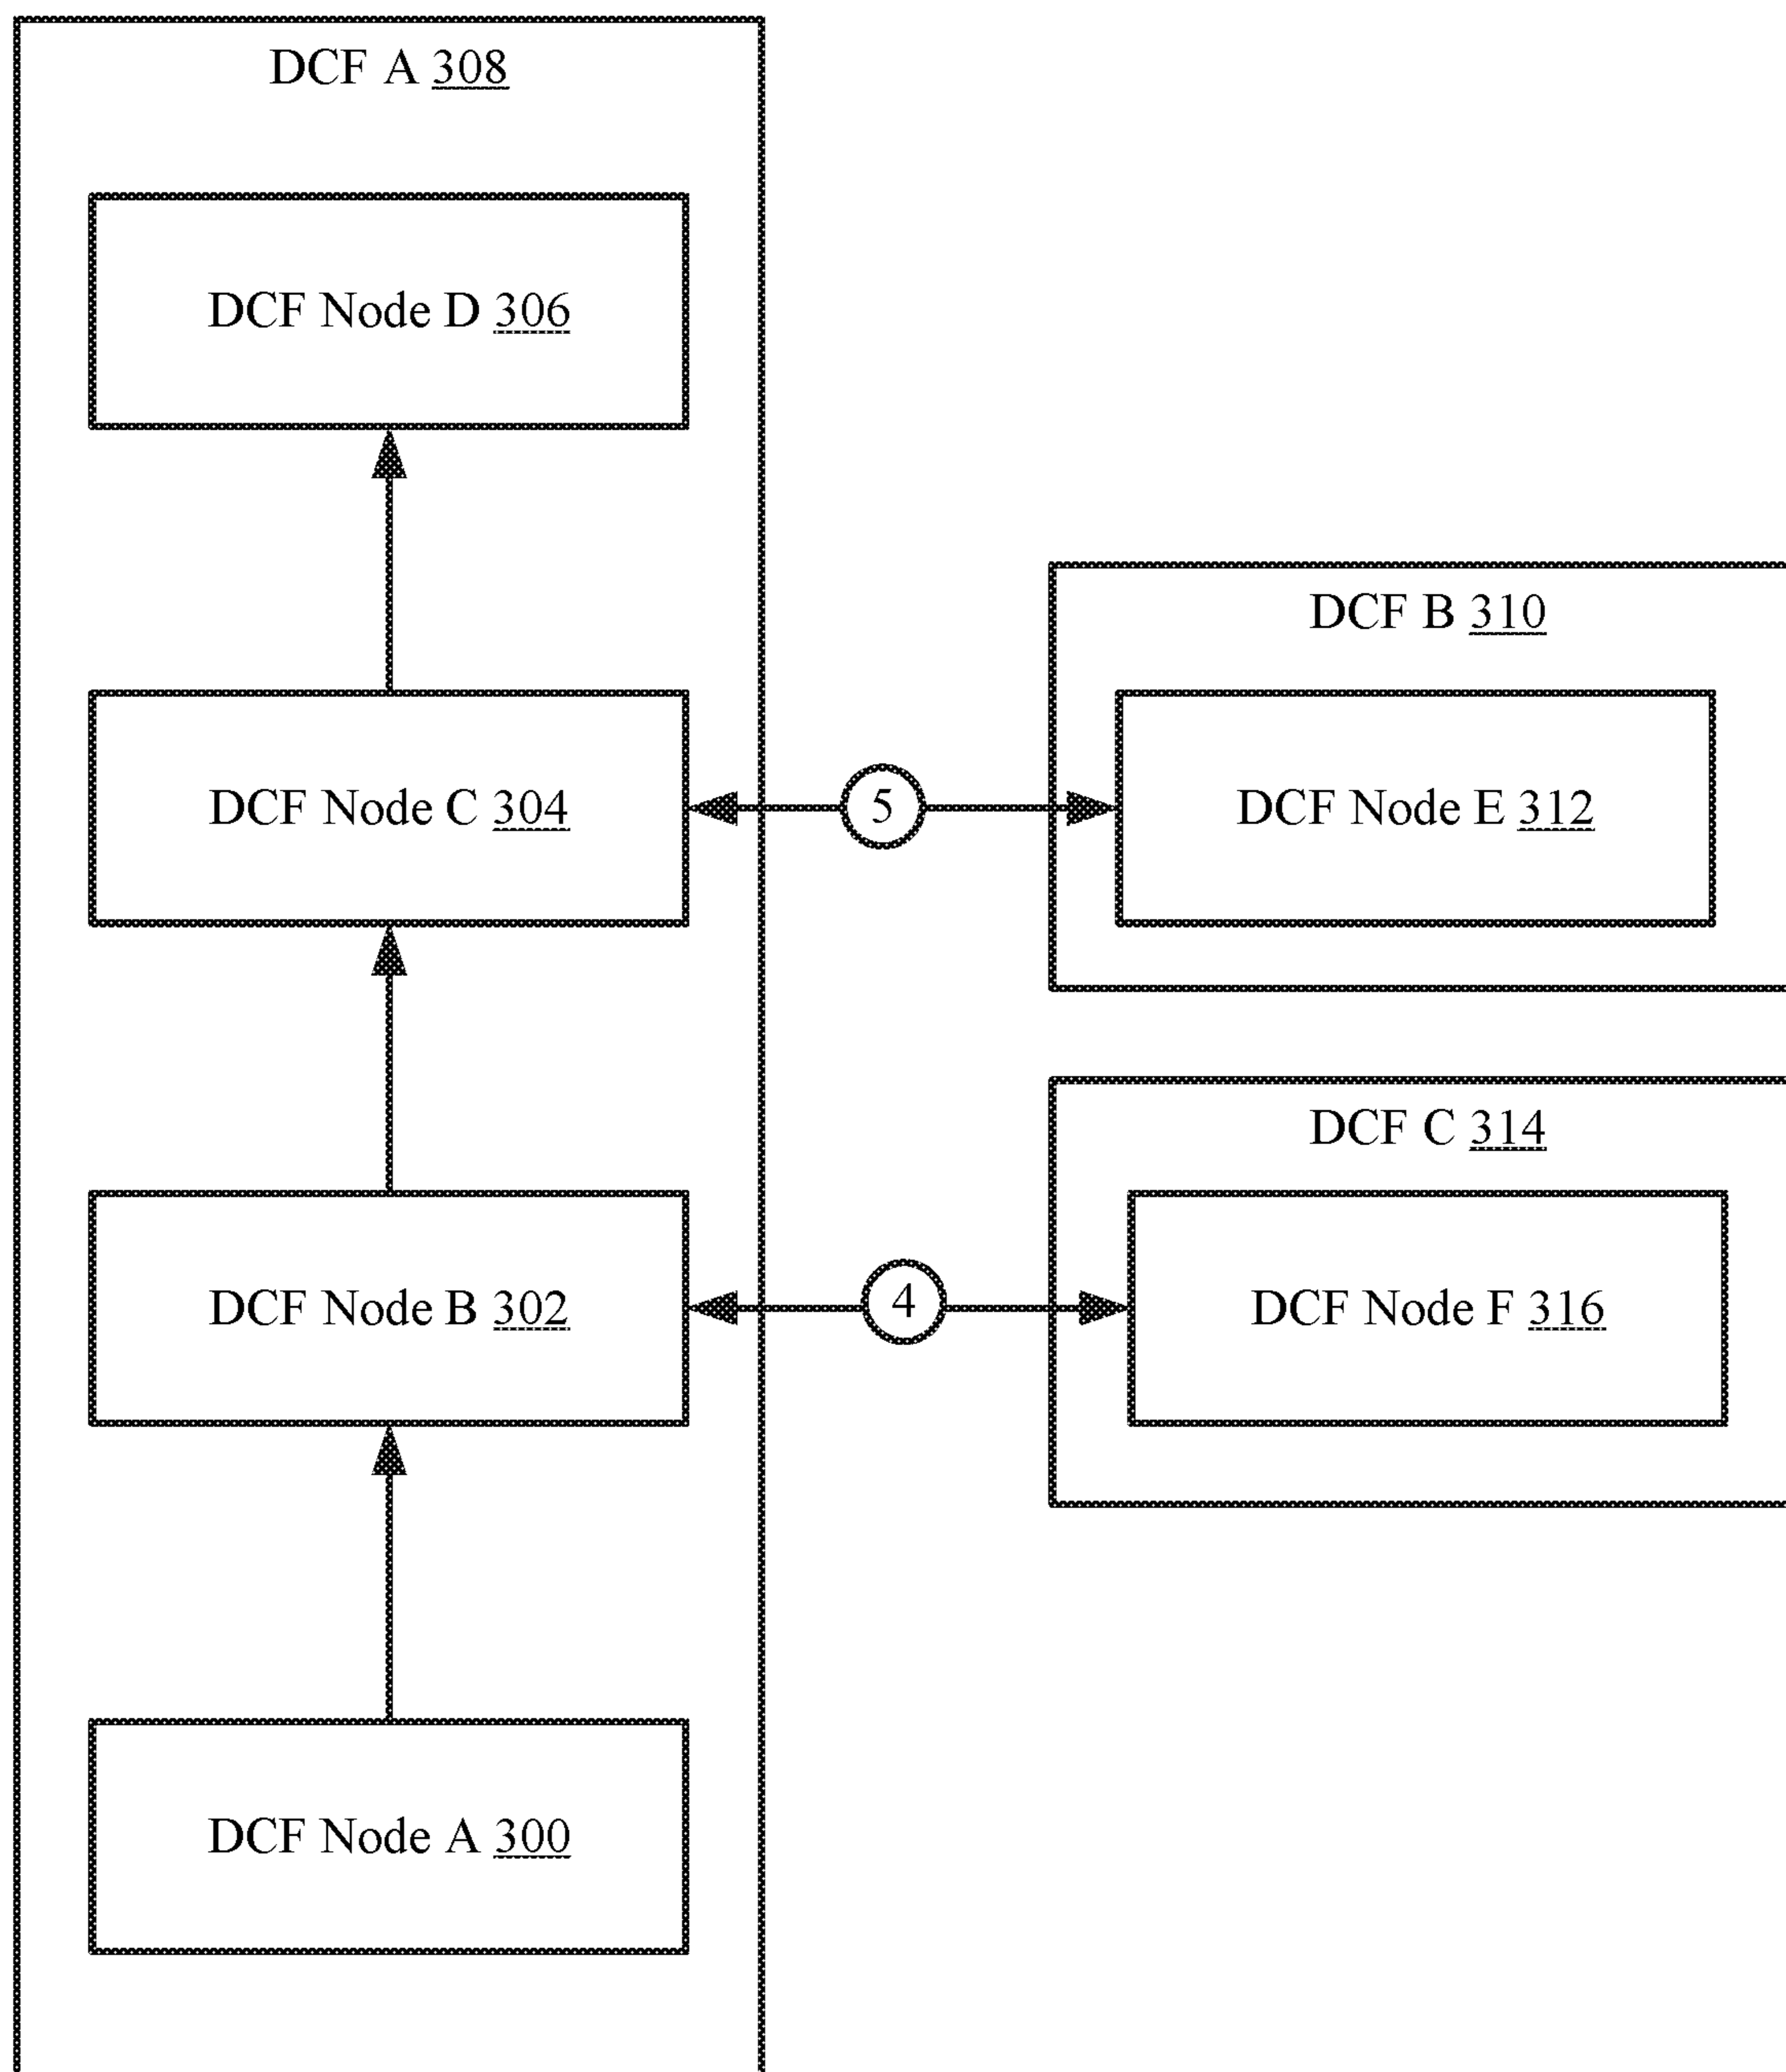 DCF A 308
DCF Node D 306
DCF B 310
DCF Node C 304
5
DCF Node E 312
DCF C 314
DCF Node B 302
4
DCF Node F 316
DCF Node A 300